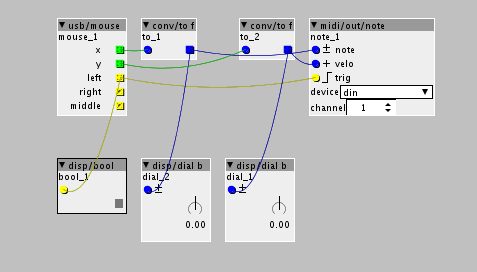 usb/mouse
mouse_1
x
y
left
right
middle
conv/to f
to_1
conv/to f
to_2
midi/out/note
note_1
± note
+ velo
trig
device din
channel 1
disp/bool
bool_1
disp/dial b
dial_2
±
0.00
disp/dial b
dial_1
±
0.00